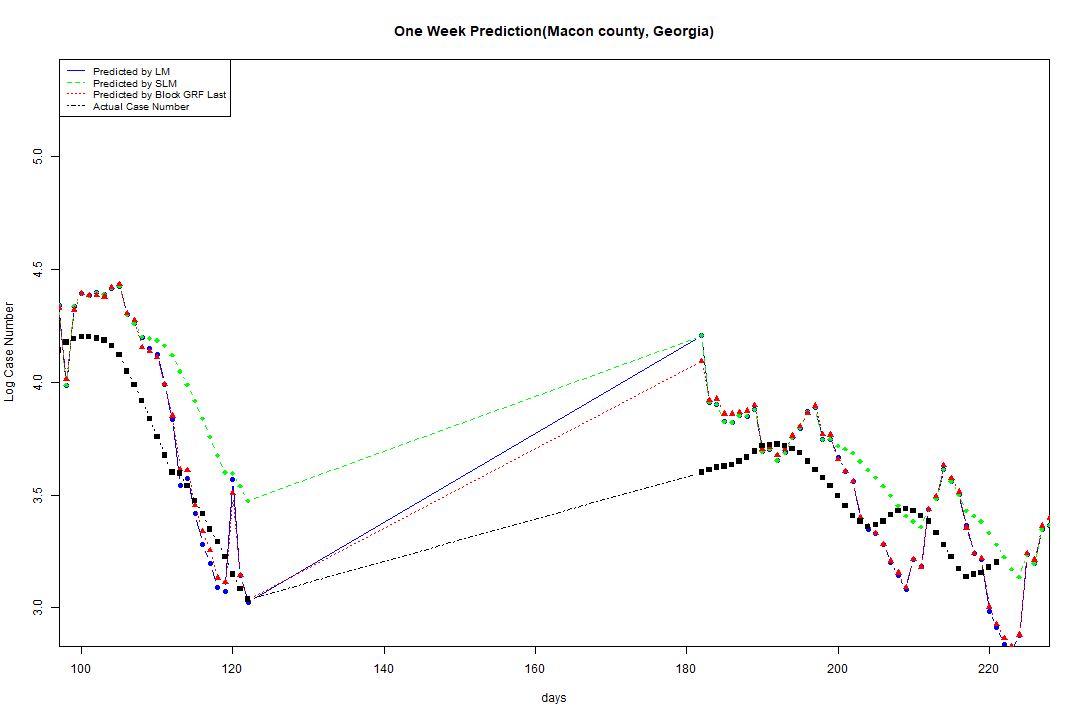 One Week Prediction(Macon county, Georgia)
Predicted by LM
Predicted by SLM
Predicted by Block GRF Last
Actual Case Number
5.0
4.5
4.0
3.5
3.0
Log Case Number
100 120 140 160 180 200 220
days